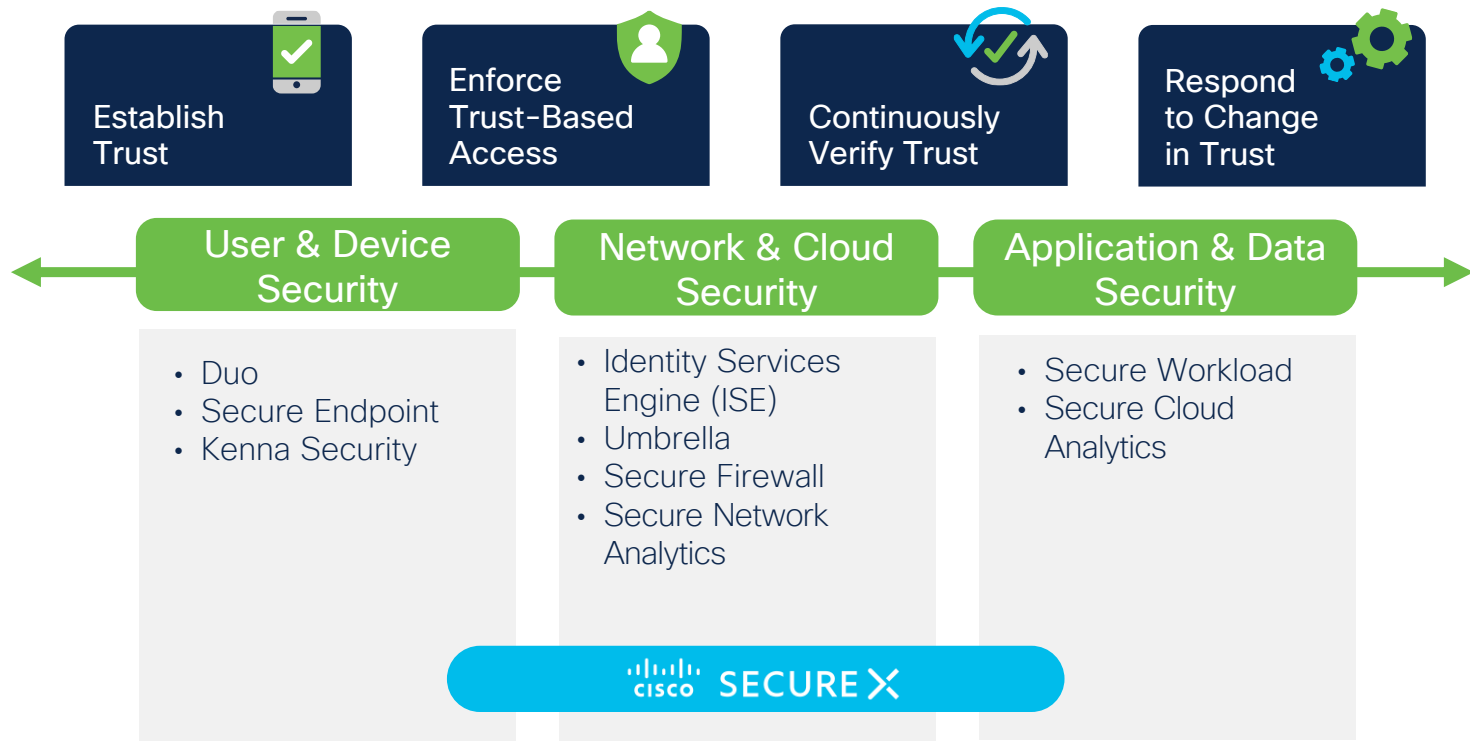 Establish
Trust
Enforce
Trust-Based
Access
Continuously
Verify Trust
Respond
to Change
in Trust
User & Device
Security
Network & Cloud
Security
Application & Data
Security
• Duo
• Secure Endpoint
• Kenna Security
• Identity Services
Engine (ISE)
• Umbrella
• Secure Firewall
• Secure Network
Analytics
• Secure Workload
• Secure Cloud
Analytics
CISCO SECUREX